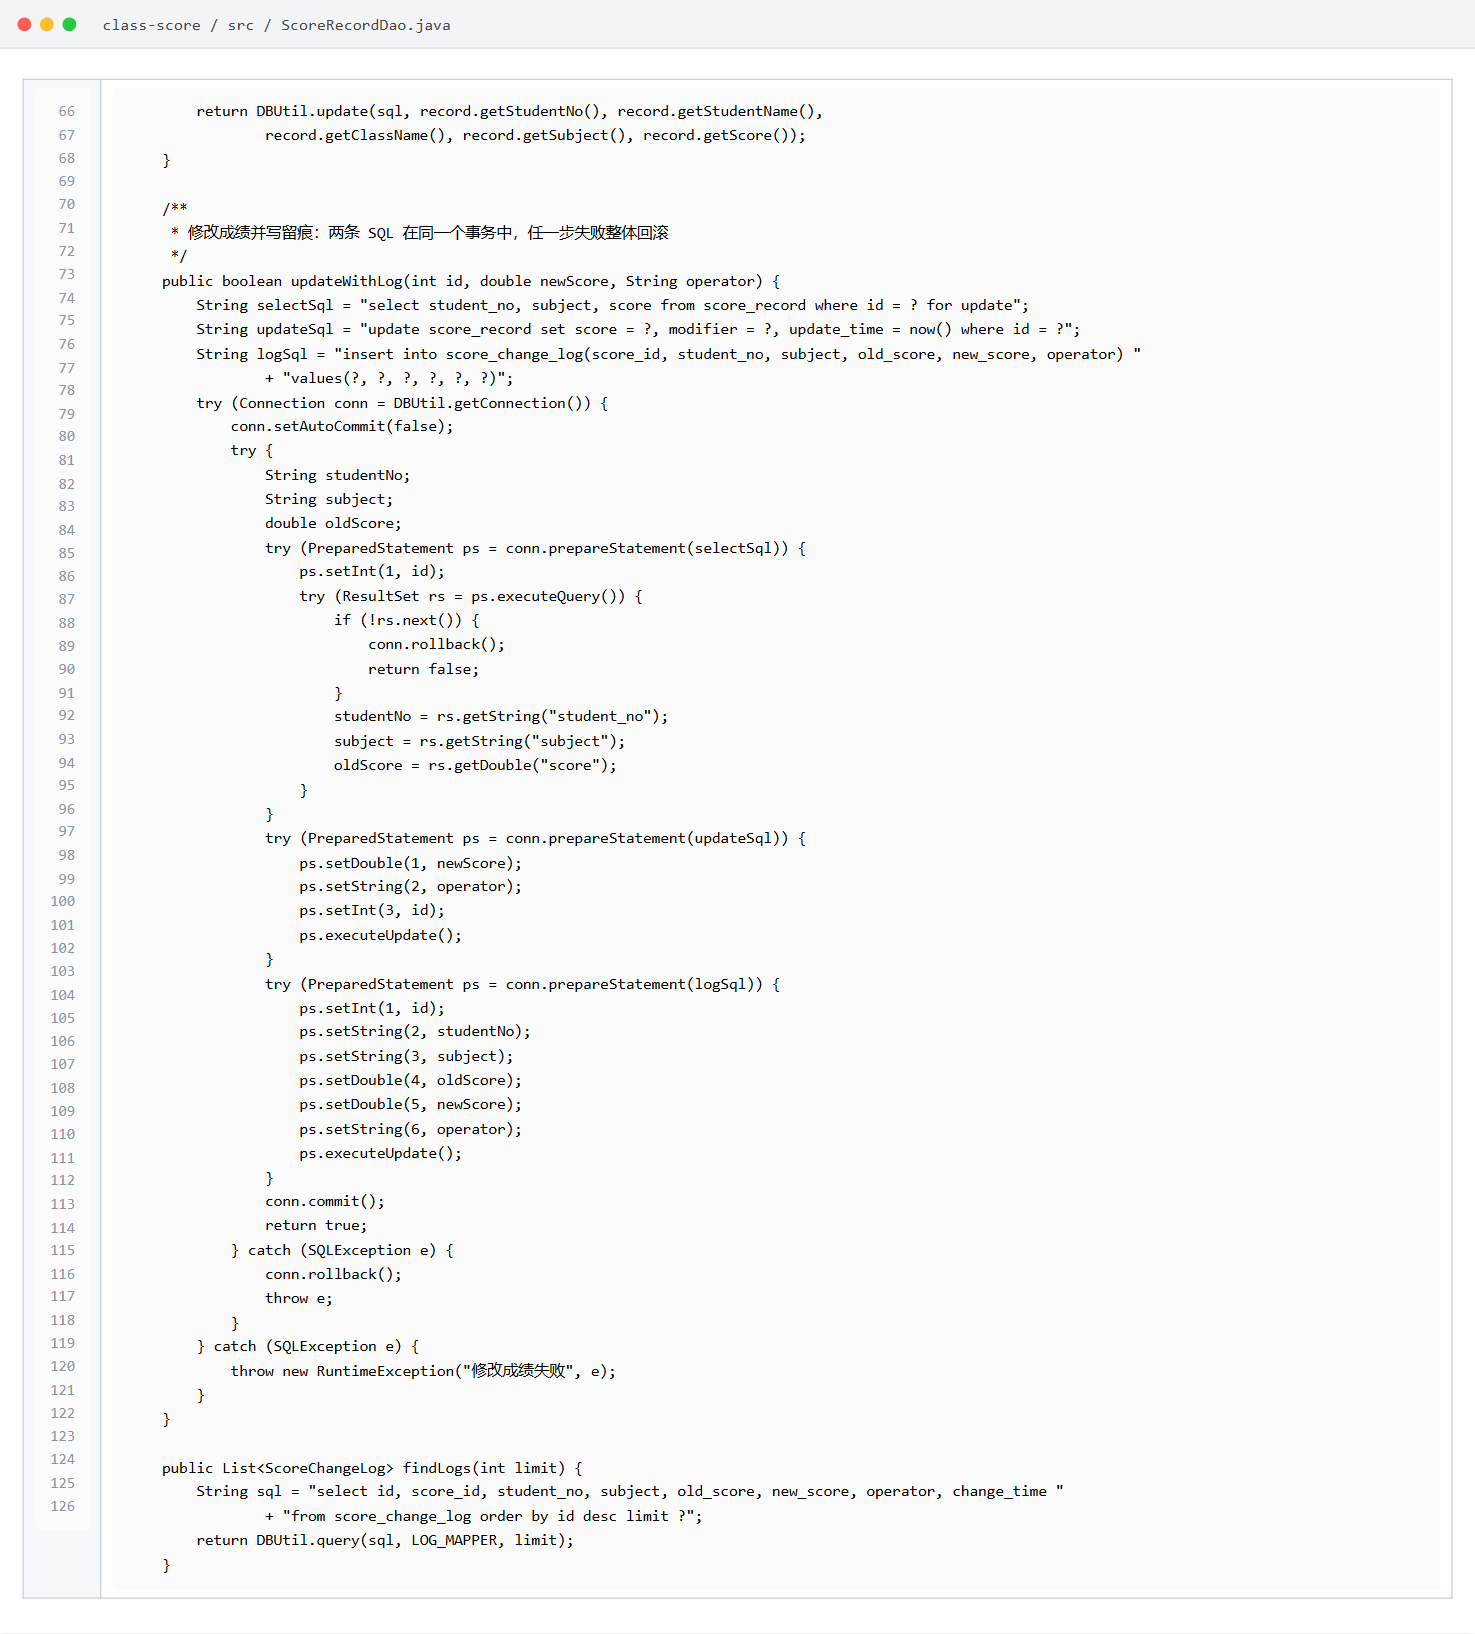 class-score / src / ScoreRecordDao.java
66 return DBUtil.update(sql, record.getStudentNo(), record.getStudentName(),
67 record.getClassName(), record.getSubject(), record.getScore());
68 }
69
70 /**
71 * 修改成绩并写留痕：两条 SQL 在同一个事务中，任一步失败整体回滚
72 */
73 public boolean updateWithLog(int id, double newScore, String operator) {
74 String selectSql = "select student_no, subject, score from score_record where id = ? for update";
75 String updateSql = "update score_record set score = ?, modifier = ?, update_time = now() where id = ?";
76 String logSql = "insert into score_change_log(score_id, student_no, subject, old_score, new_score, operator) "
77 + "values(?, ?, ?, ?, ?, ?)";
78 try (Connection conn = DBUtil.getConnection()) {
79 conn.setAutoCommit(false);
80 try {
81 String studentNo;
82 String subject;
83 double oldScore;
84 try (PreparedStatement ps = conn.prepareStatement(selectSql)) {
85 ps.setInt(1, id);
86 try (ResultSet rs = ps.executeQuery()) {
87 if (!rs.next()) {
88 conn.rollback();
89 return false;
90 }
91 studentNo = rs.getString("student_no");
92 subject = rs.getString("subject");
93 oldScore = rs.getDouble("score");
94 }
95 }
96 try (PreparedStatement ps = conn.prepareStatement(updateSql)) {
97 ps.setDouble(1, newScore);
98 ps.setString(2, operator);
99 ps.setInt(3, id);
100 ps.executeUpdate();
101 }
102 try (PreparedStatement ps = conn.prepareStatement(logSql)) {
103 ps.setInt(1, id);
104 ps.setString(2, studentNo);
105 ps.setString(3, subject);
106 ps.setDouble(4, oldScore);
107 ps.setDouble(5, newScore);
108 ps.setString(6, operator);
109 ps.executeUpdate();
110 }
111 conn.commit();
112 return true;
113 } catch (SQLException e) {
114 conn.rollback();
115 throw e;
116 }
117 } catch (SQLException e) {
118 throw new RuntimeException("修改成绩失败", e);
119 }
120 }
121
122 public List<ScoreChangeLog> findLogs(int limit) {
123 String sql = "select id, score_id, student_no, subject, old_score, new_score, operator, change_time "
124 + "from score_change_log order by id desc limit ?";
125 return DBUtil.query(sql, LOG_MAPPER, limit);
126 }